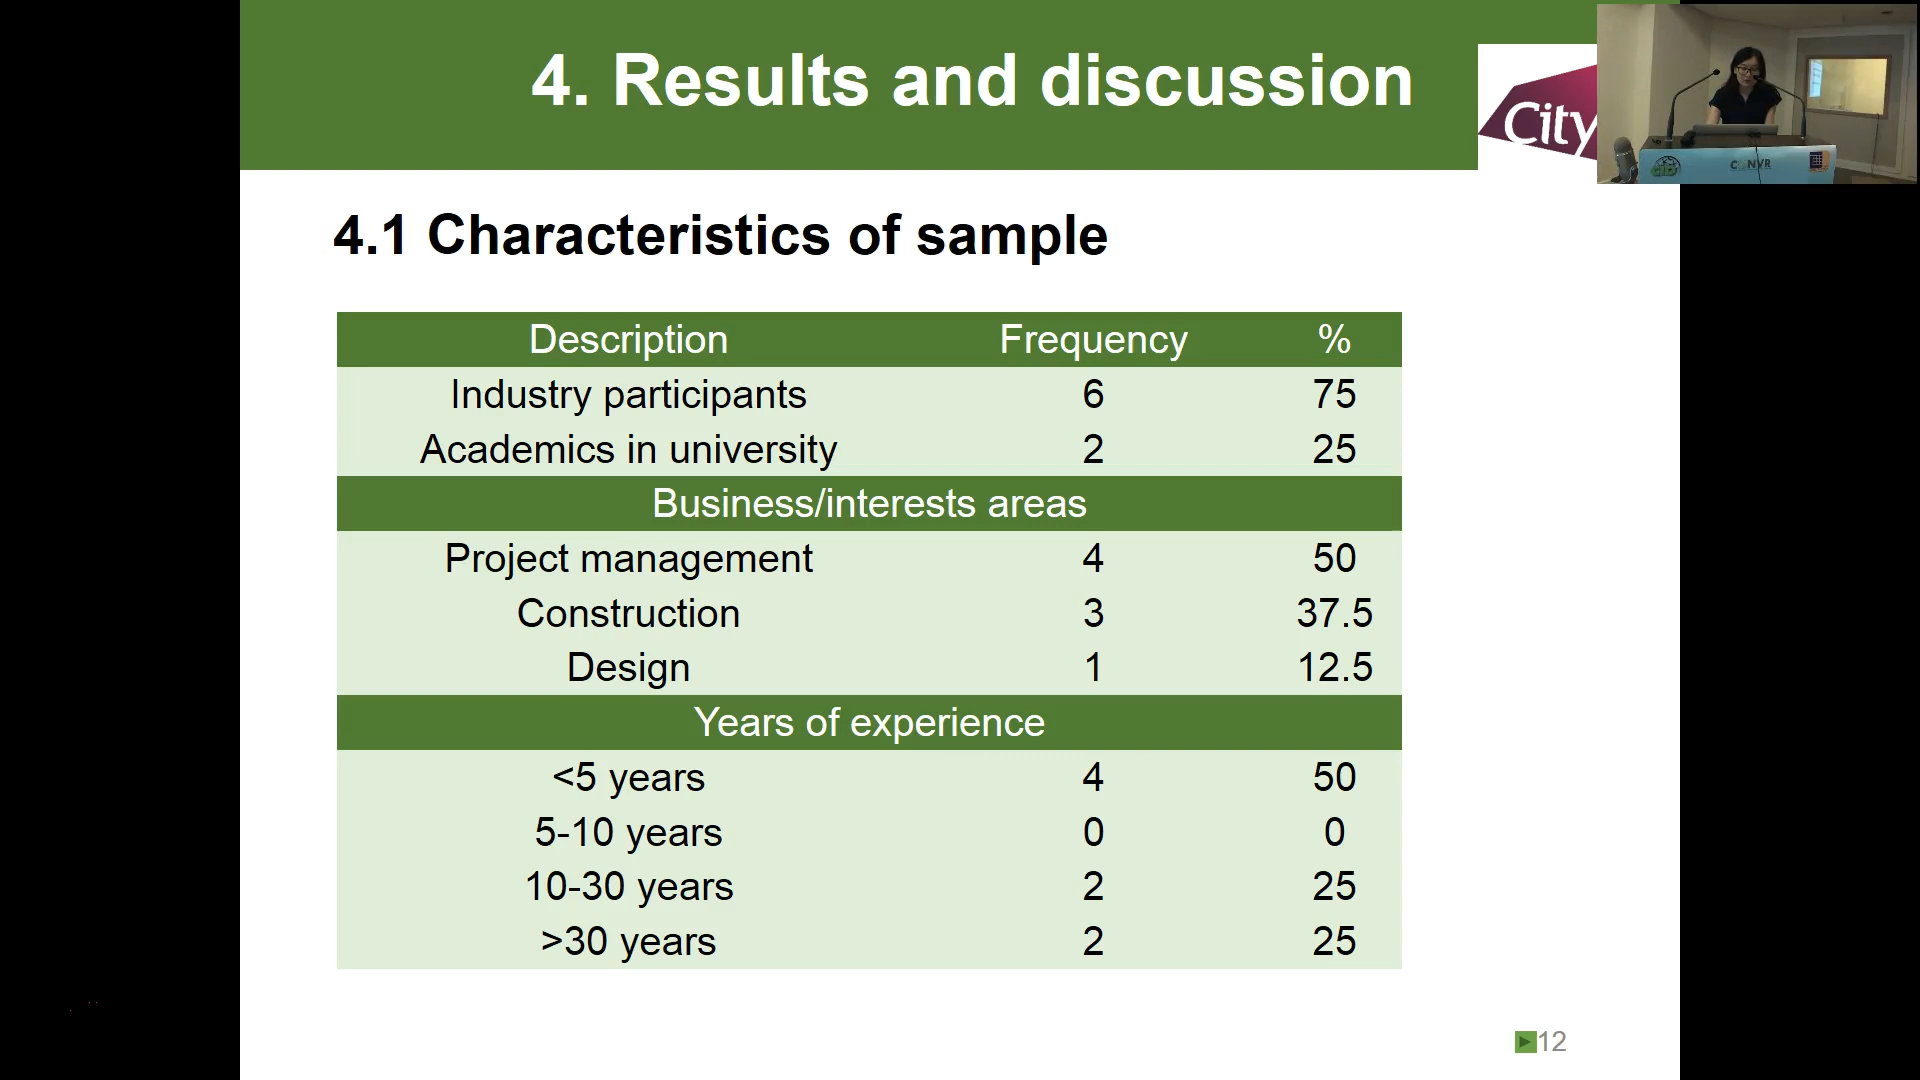 4. Results and discussion
City
4.1 Characteristics of sample
Description Frequency %
Industry participants 6 75
Academics in university 2 25
Business/interests areas
Project management 4 50
Construction 3 37.5
Design 1 12.5
Years of experience
<5 years 4 50
5-10 years 0 0
10-30 years 2 25
>30 years 2 25
12